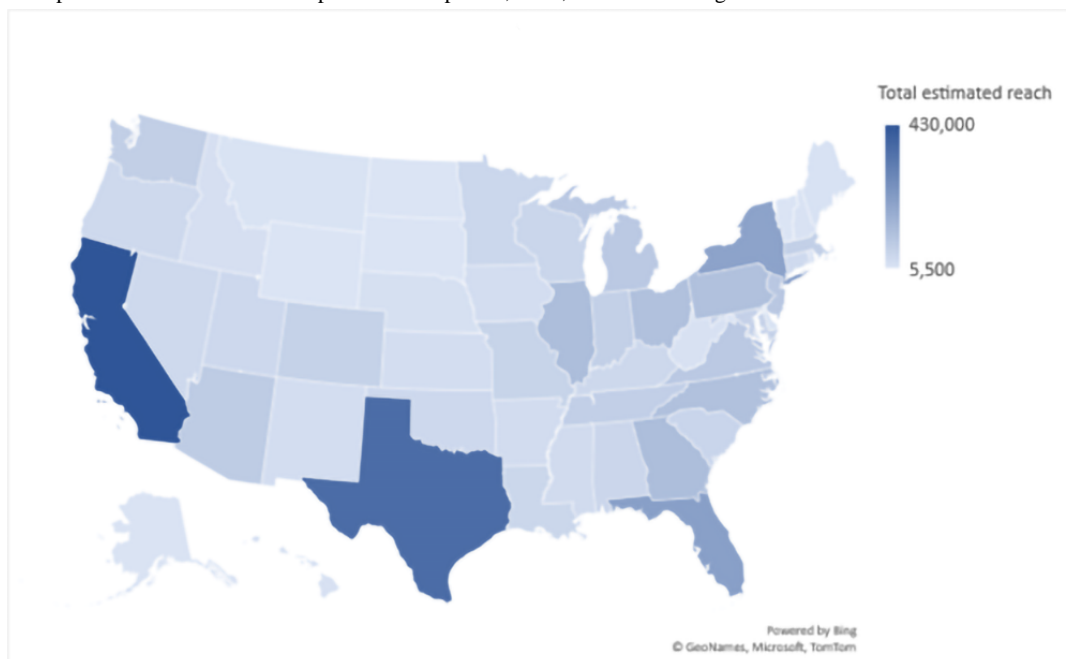 Total estimated reach
430,000
5,500
Powered by Bing
© GeoNames, Microsoft, TomTom